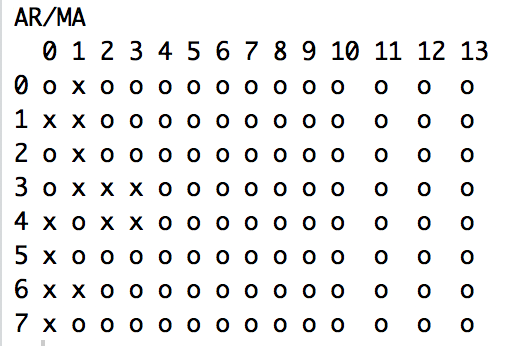 AR/MA
  0 1 2 3 4 5 6 7 8 9 10 11 12 13
0 o x o o o o o o o o o  o  o  o
1 x x o o o o o o o o o  o  o  o
2 o x o o o o o o o o o  o  o  o
3 o x x x o o o o o o o  o  o  o
4 x o x x o o o o o o o  o  o  o
5 x o o o o o o o o o o  o  o  o
6 x x o o o o o o o o o  o  o  o
7 x o o o o o o o o o o  o  o  o